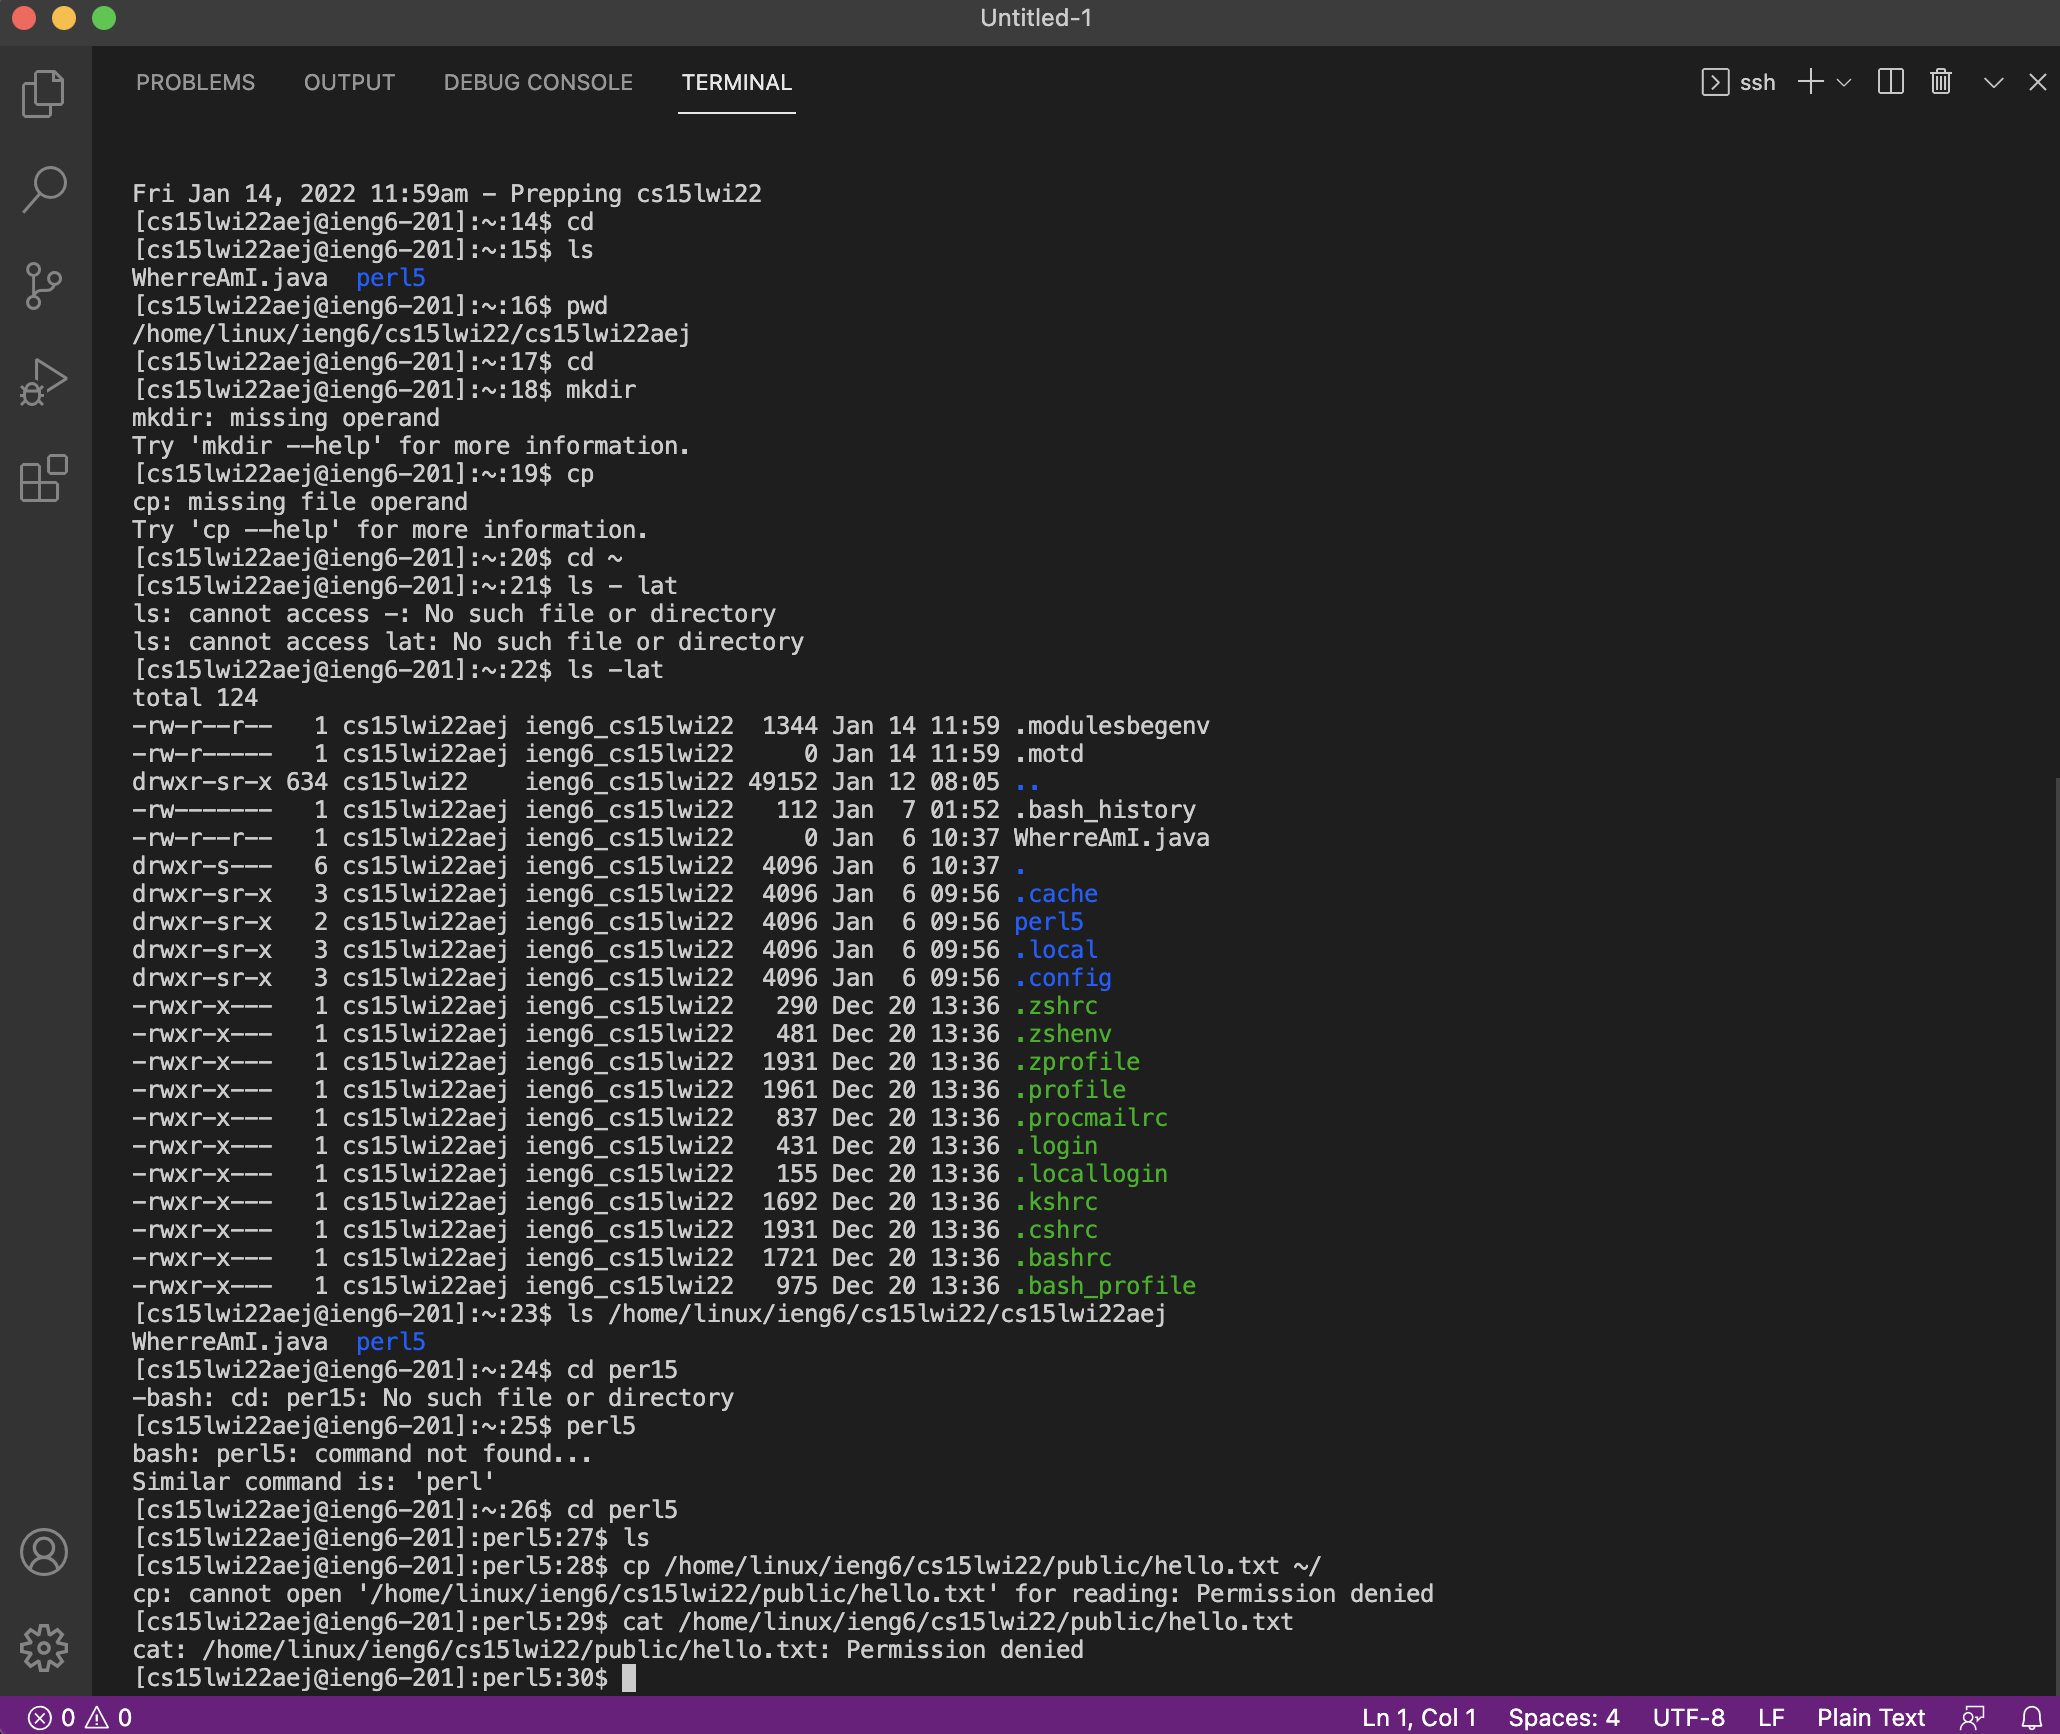 Untitled-1
PROBLEMS OUTPUT DEBUG CONSOLE TERMINAL ssh
Fri Jan 14, 2022 11:59am - Prepping cs15lwi22
[cs15lwi22aej@ieng6-201]:~:14$ cd
[cs15lwi22aej@ieng6-201]:~:15$ ls
WherreAmI.java  perl5
[cs15lwi22aej@ieng6-201]:~:16$ pwd
/home/linux/ieng6/cs15lwi22/cs15lwi22aej
[cs15lwi22aej@ieng6-201]:~:17$ cd
[cs15lwi22aej@ieng6-201]:~:18$ mkdir
mkdir: missing operand
Try 'mkdir --help' for more information.
[cs15lwi22aej@ieng6-201]:~:19$ cp
cp: missing file operand
Try 'cp --help' for more information.
[cs15lwi22aej@ieng6-201]:~:20$ cd ~
[cs15lwi22aej@ieng6-201]:~:21$ ls - lat
ls: cannot access -: No such file or directory
ls: cannot access lat: No such file or directory
[cs15lwi22aej@ieng6-201]:~:22$ ls -lat
total 124
-rw-r--r--   1 cs15lwi22aej ieng6_cs15lwi22  1344 Jan 14 11:59 .modulesbegenv
-rw-r-----   1 cs15lwi22aej ieng6_cs15lwi22     0 Jan 14 11:59 .motd
drwxr-sr-x 634 cs15lwi22    ieng6_cs15lwi22 49152 Jan 12 08:05 ..
-rw-------   1 cs15lwi22aej ieng6_cs15lwi22   112 Jan  7 01:52 .bash_history
-rw-r--r--   1 cs15lwi22aej ieng6_cs15lwi22     0 Jan  6 10:37 WherreAmI.java
drwxr-s---   6 cs15lwi22aej ieng6_cs15lwi22  4096 Jan  6 10:37 .
drwxr-sr-x   3 cs15lwi22aej ieng6_cs15lwi22  4096 Jan  6 09:56 .cache
drwxr-sr-x   2 cs15lwi22aej ieng6_cs15lwi22  4096 Jan  6 09:56 perl5
drwxr-sr-x   3 cs15lwi22aej ieng6_cs15lwi22  4096 Jan  6 09:56 .local
drwxr-sr-x   3 cs15lwi22aej ieng6_cs15lwi22  4096 Jan  6 09:56 .config
-rwxr-x---   1 cs15lwi22aej ieng6_cs15lwi22   290 Dec 20 13:36 .zshrc
-rwxr-x---   1 cs15lwi22aej ieng6_cs15lwi22   481 Dec 20 13:36 .zshenv
-rwxr-x---   1 cs15lwi22aej ieng6_cs15lwi22  1931 Dec 20 13:36 .zprofile
-rwxr-x---   1 cs15lwi22aej ieng6_cs15lwi22  1961 Dec 20 13:36 .profile
-rwxr-x---   1 cs15lwi22aej ieng6_cs15lwi22   837 Dec 20 13:36 .procmailrc
-rwxr-x---   1 cs15lwi22aej ieng6_cs15lwi22   431 Dec 20 13:36 .login
-rwxr-x---   1 cs15lwi22aej ieng6_cs15lwi22   155 Dec 20 13:36 .locallogin
-rwxr-x---   1 cs15lwi22aej ieng6_cs15lwi22  1692 Dec 20 13:36 .kshrc
-rwxr-x---   1 cs15lwi22aej ieng6_cs15lwi22  1931 Dec 20 13:36 .cshrc
-rwxr-x---   1 cs15lwi22aej ieng6_cs15lwi22  1721 Dec 20 13:36 .bashrc
-rwxr-x---   1 cs15lwi22aej ieng6_cs15lwi22   975 Dec 20 13:36 .bash_profile
[cs15lwi22aej@ieng6-201]:~:23$ ls /home/linux/ieng6/cs15lwi22/cs15lwi22aej
WherreAmI.java  perl5
[cs15lwi22aej@ieng6-201]:~:24$ cd per15
-bash: cd: per15: No such file or directory
[cs15lwi22aej@ieng6-201]:~:25$ perl5
bash: perl5: command not found...
Similar command is: 'perl'
[cs15lwi22aej@ieng6-201]:~:26$ cd perl5
[cs15lwi22aej@ieng6-201]:perl5:27$ ls
[cs15lwi22aej@ieng6-201]:perl5:28$ cp /home/linux/ieng6/cs15lwi22/public/hello.txt ~/
cp: cannot open '/home/linux/ieng6/cs15lwi22/public/hello.txt' for reading: Permission denied
[cs15lwi22aej@ieng6-201]:perl5:29$ cat /home/linux/ieng6/cs15lwi22/public/hello.txt
cat: /home/linux/ieng6/cs15lwi22/public/hello.txt: Permission denied
[cs15lwi22aej@ieng6-201]:perl5:30$
0 0 Ln 1, Col 1 Spaces: 4 UTF-8 LF Plain Text